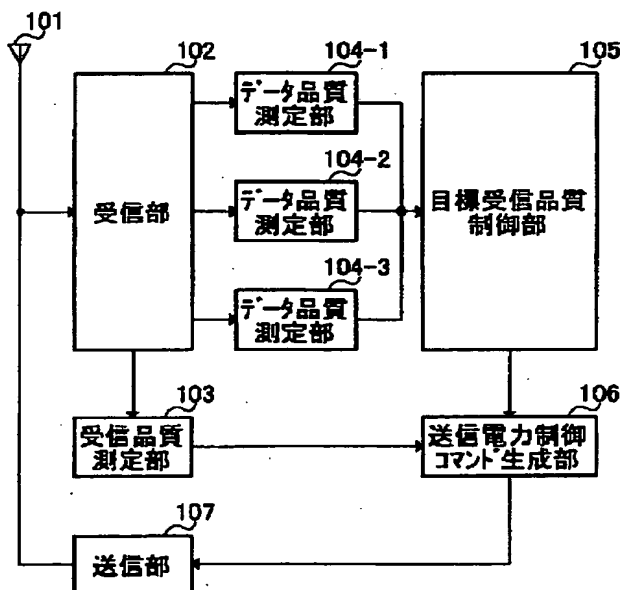 101
102
受信部
104-1
データ品質
測定部
104-2
データ品質
測定部
104-3
データ品質
測定部
105
目標受信品質
制御部
103
受信品質
測定部
106
送信電力制御
コマンド生成部
107
送信部